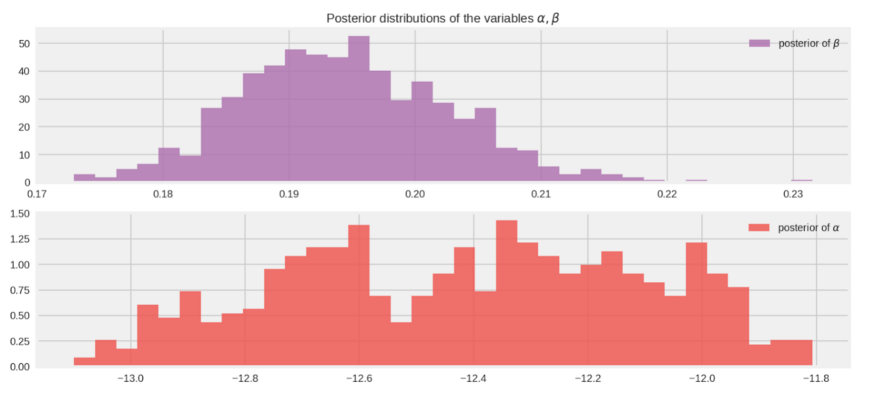 Posterior distributions of the variables α, β
posterior of β
50
40
30
20
10
0
0.17 0.18 0.19 0.20 0.21 0.22 0.23
posterior of α
1.50
1.25
1.00
0.75
0.50
0.25
0.00
−13.0 −12.8 −12.6 −12.4 −12.2 −12.0 −11.8